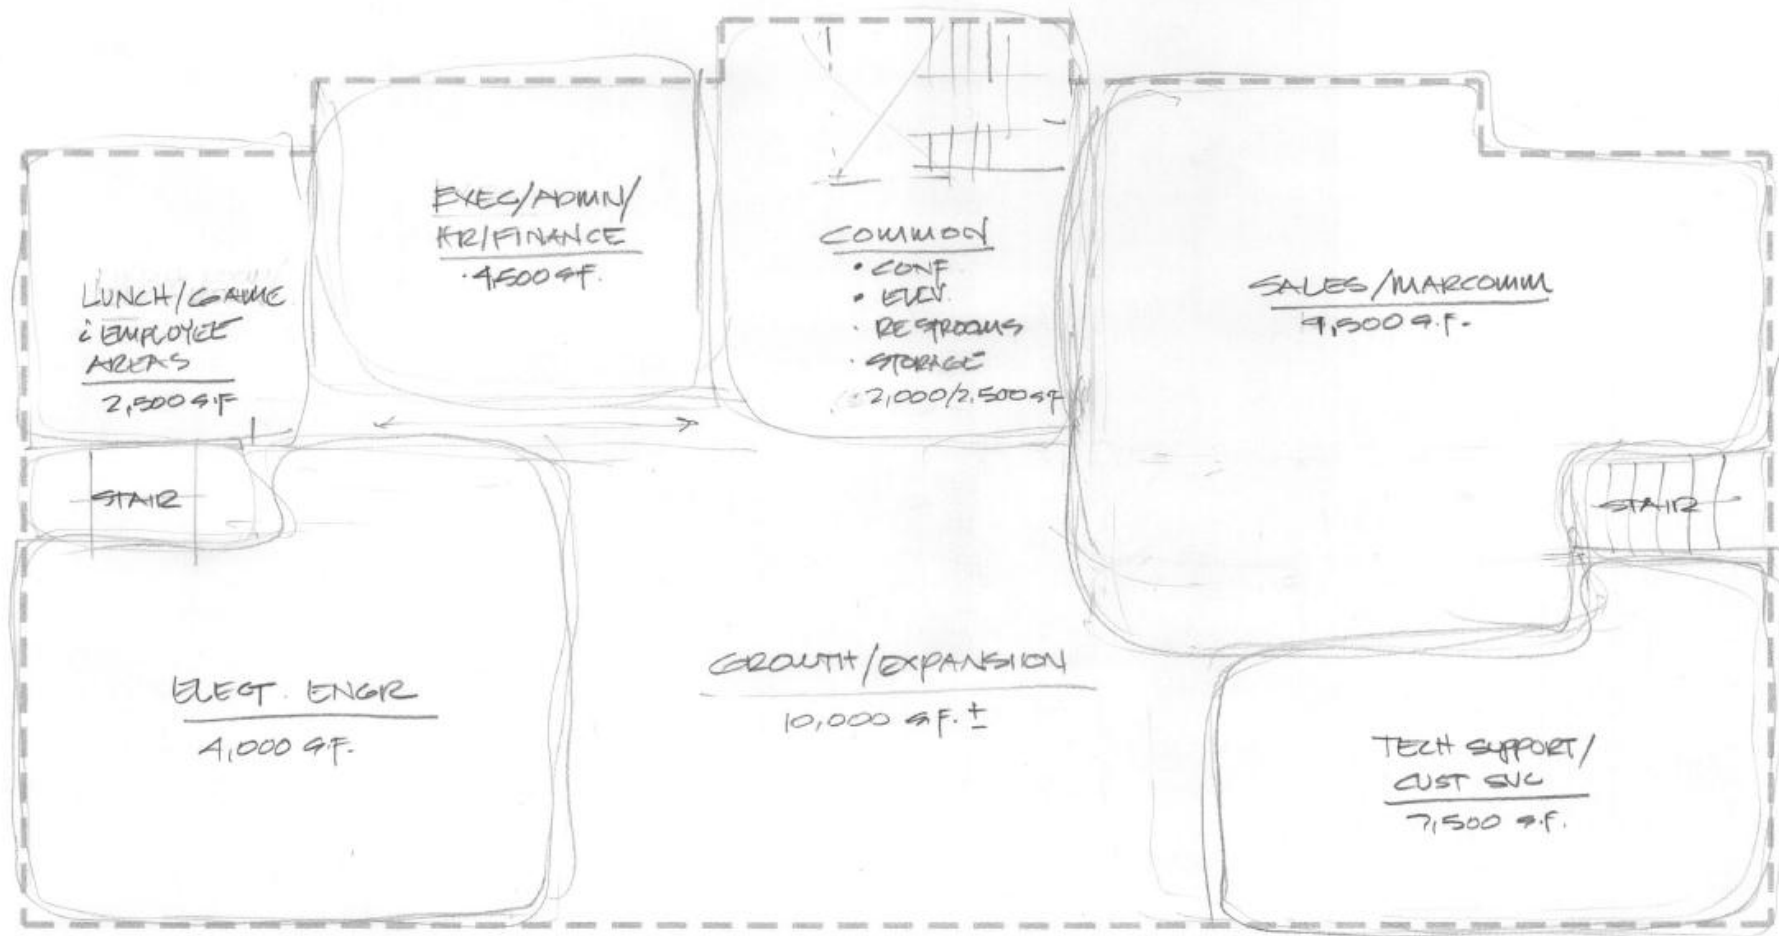 LUNCH/GAME
& EMPLOYEE
AREAS
2,500 S.F.
EXEC/ADMIN/
HR/FINANCE
4,500 S.F.
COMMON
• CONF.
• ELEV.
• RESTROOMS
• STORAGE
• 2,000/2,500 S.F.
SALES/MARCOMM
9,500 S.F.
STAIR
STAIR
ELECT. ENGR
4,000 S.F.
GROWTH/EXPANSION
10,000 S.F. ±
TECH SUPPORT/
CUST SVC
7,500 S.F.